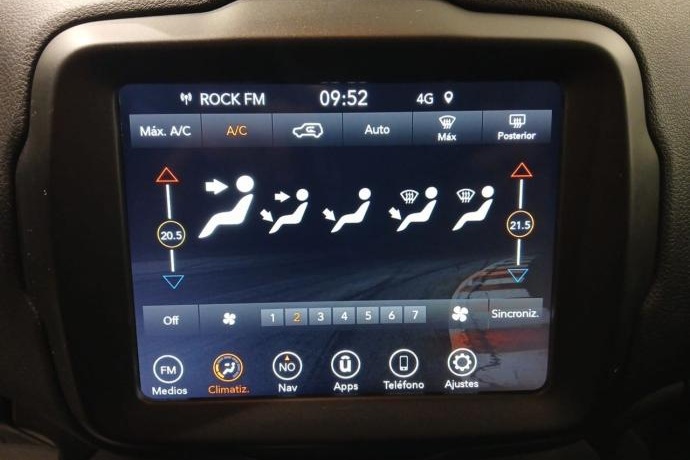 ROCK FM 09:52 4G
Máx. A/C A/C Auto Máx Posterior
20.5 21.5
Off 1 2 3 4 5 6 7 Sincroniz.
FM NO
Medios Climatiz. Nav Apps Teléfono Ajustes